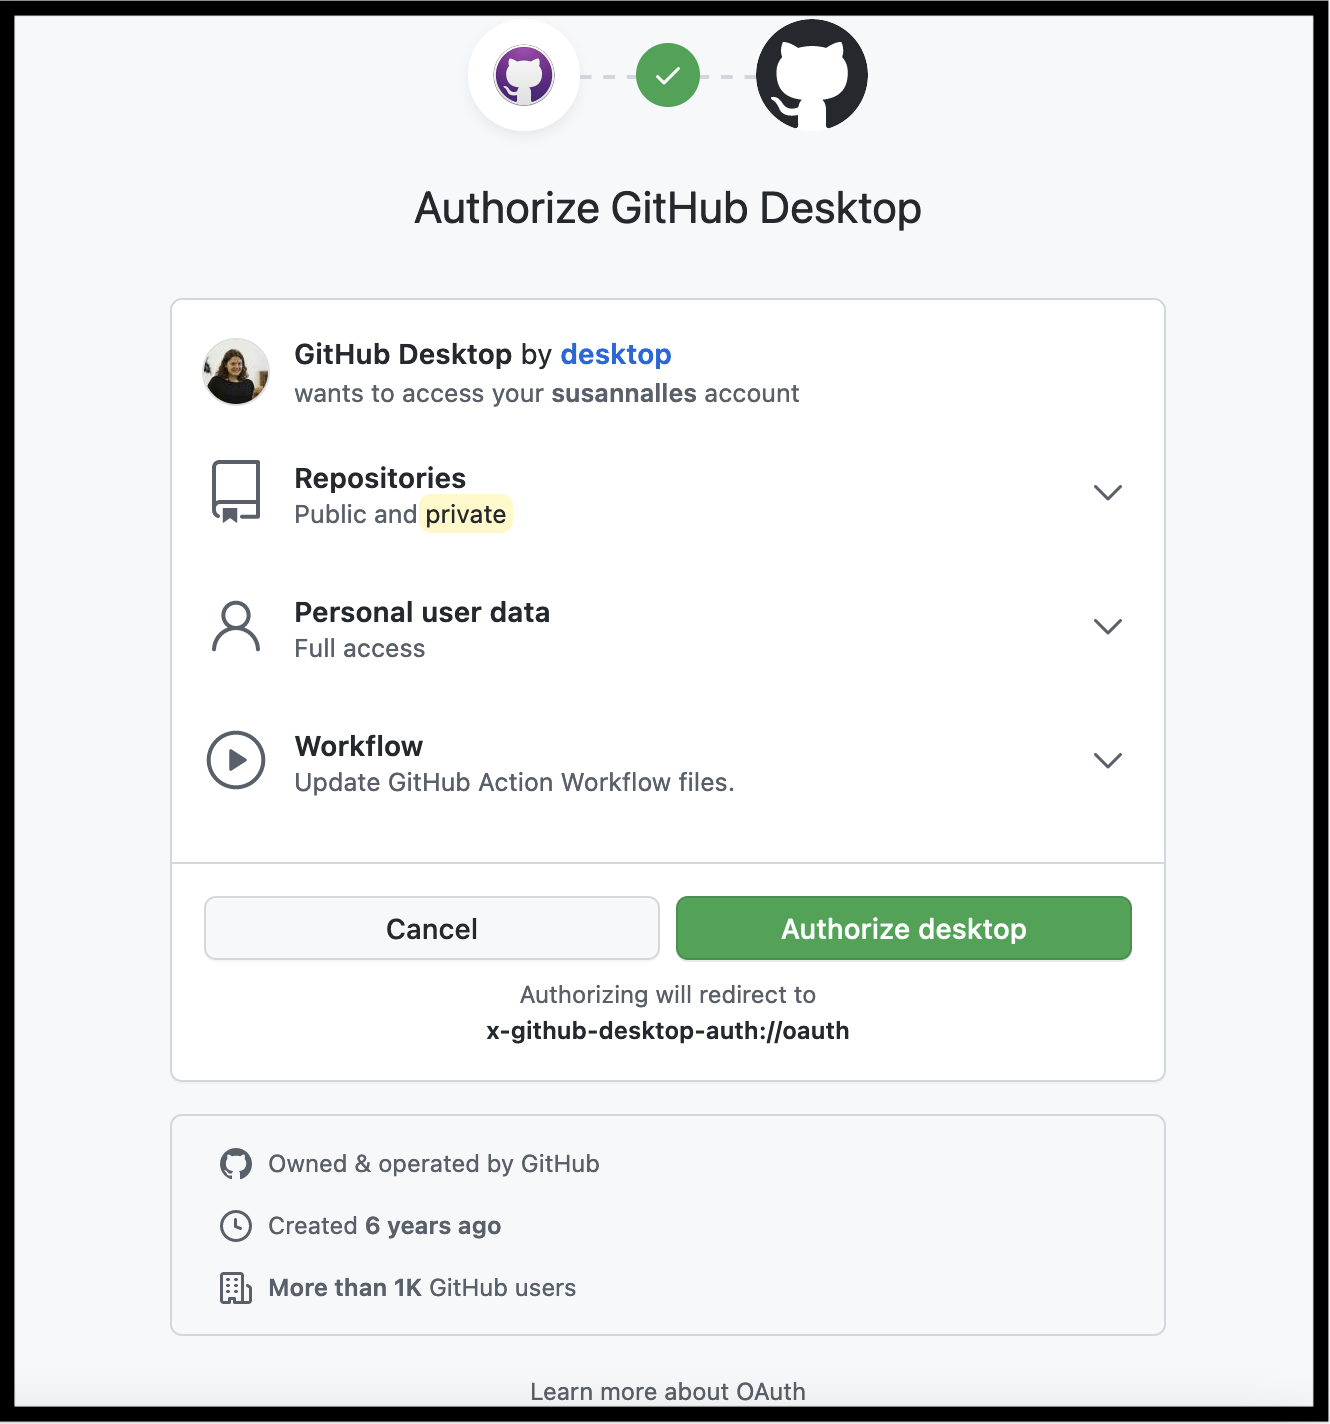 Authorize GitHub Desktop
GitHub Desktop by desktop
wants to access your susannalles account
Repositories
Public and private
Personal user data
Full access
Workflow
Update GitHub Action Workflow files.
Cancel
Authorize desktop
Authorizing will redirect to
x-github-desktop-auth://oauth
Owned & operated by GitHub
Created 6 years ago
More than 1K GitHub users
Learn more about OAuth